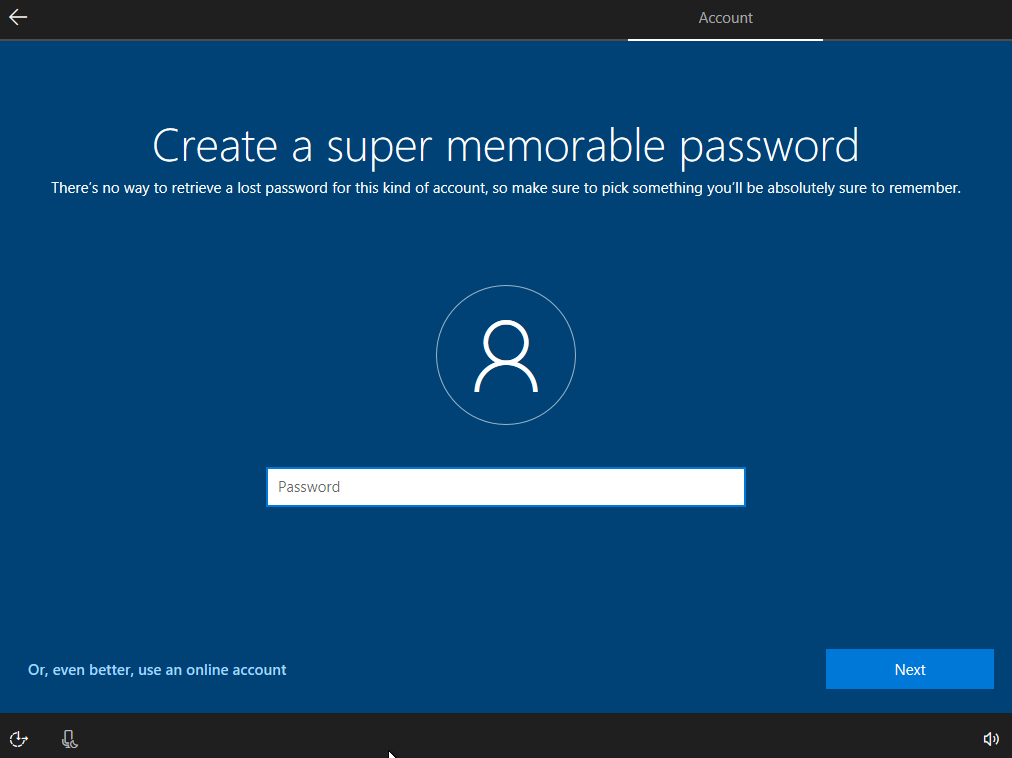 Account
Create a super memorable password
There's no way to retrieve a lost password for this kind of account, so make sure to pick something you'll be absolutely sure to remember.
Password
Or, even better, use an online account
Next